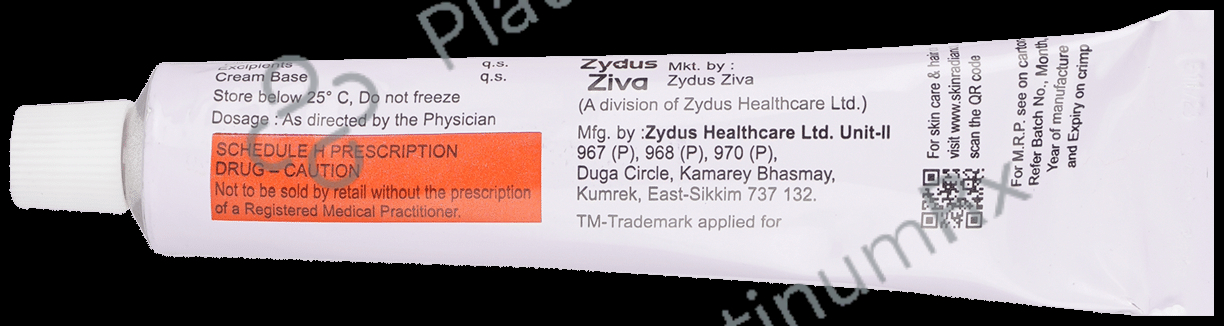 Excipients q.s.
Cream Base q.s.
Store below 25° C, Do not freeze
Dosage : As directed by the Physician
SCHEDULE H PRESCRIPTION
DRUG – CAUTION
Not to be sold by retail without the prescription
of a Registered Medical Practitioner.
Zydus
Ziva
Mkt. by :
Zydus Ziva
(A division of Zydus Healthcare Ltd.)
Mfg. by : Zydus Healthcare Ltd. Unit-II
967 (P), 968 (P), 970 (P),
Duga Circle, Kamarey Bhasmay,
Kumrek, East-Sikkim 737 132.
TM-Trademark applied for
For skin care & hair
visit www.skinradian
scan the QR code
For M.R.P. see on carton
Refer Batch No., Month,
Year of manufacture
and Expiry on crimp
Plat
tinumRx